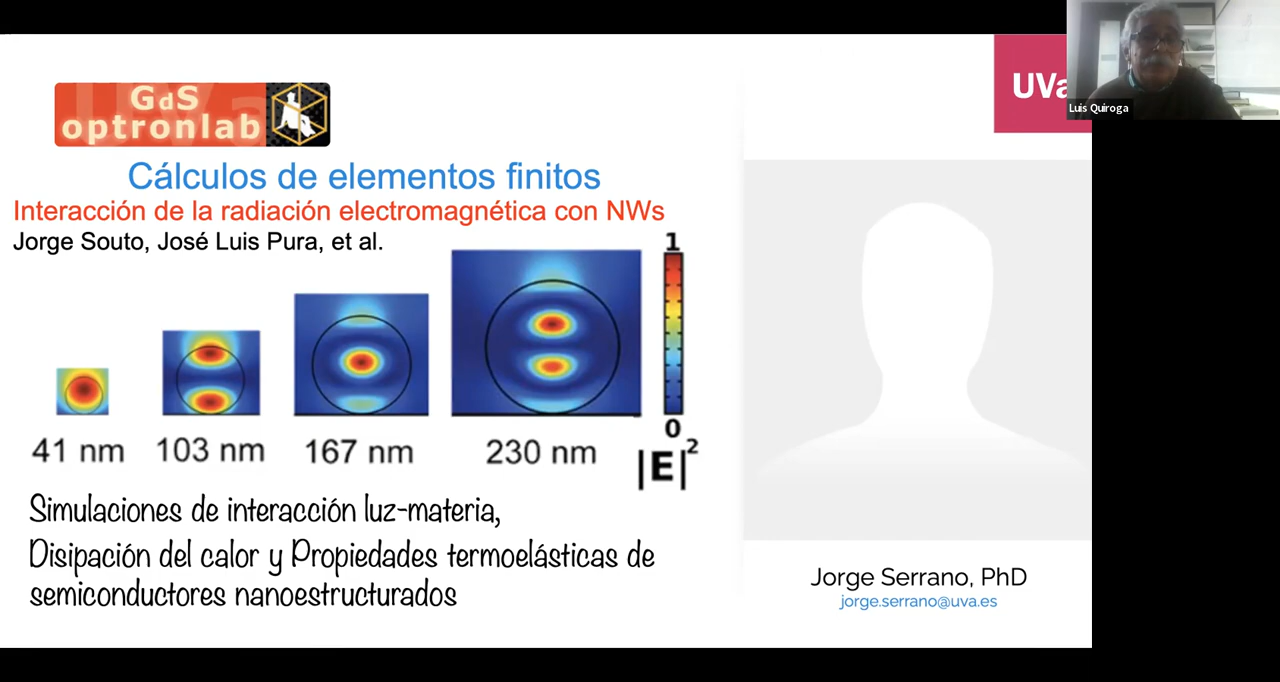 GdS
optronlab
UVa
Luis Quiroga
Cálculos de elementos finitos
Interacción de la radiación electromagnética con NWs
Jorge Souto, José Luis Pura, et al.
1
0
|E|²
41 nm 103 nm 167 nm 230 nm
Simulaciones de interacción luz-materia,
Disipación del calor y Propiedades termoelásticas de
semiconductores nanoestructurados
Jorge Serrano, PhD
jorge.serrano@uva.es